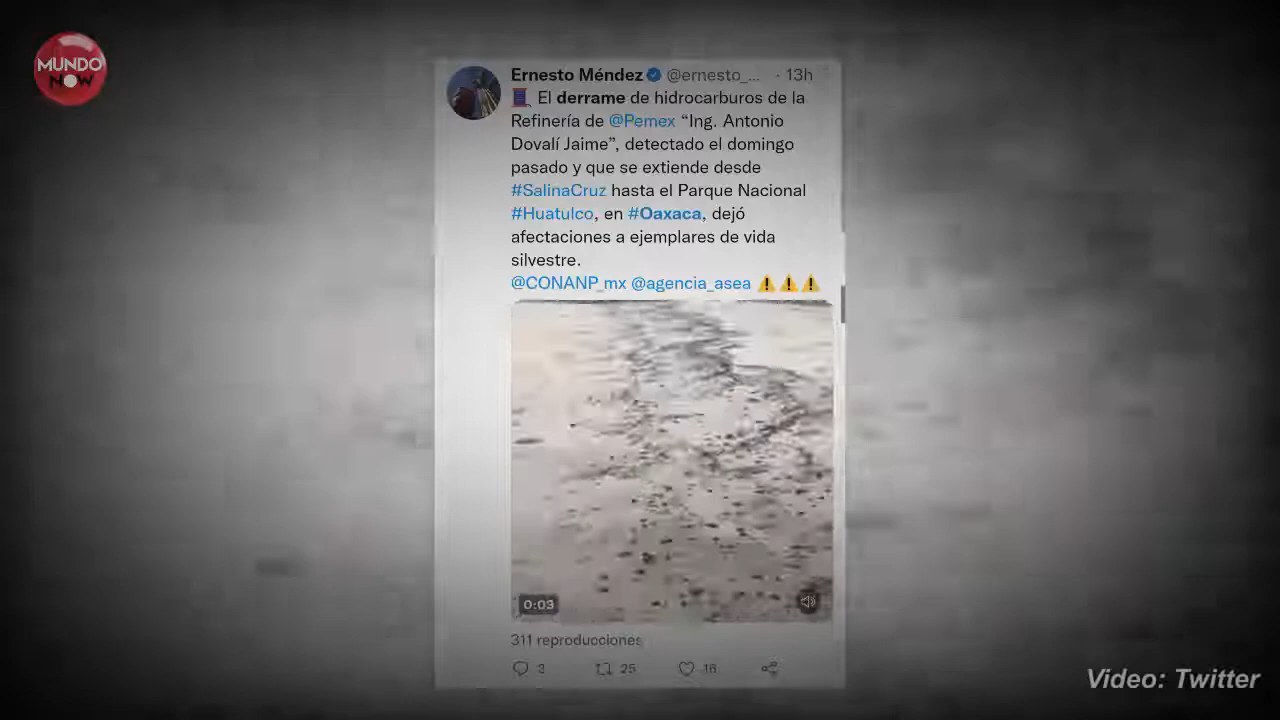 MUNDO
NOW
Ernesto Méndez @ernesto_... · 13h
El derrame de hidrocarburos de la
Refinería de @Pemex “Ing. Antonio
Dovalí Jaime”, detectado el domingo
pasado y que se extiende desde
#SalinaCruz hasta el Parque Nacional
#Huatulco, en #Oaxaca, dejó
afectaciones a ejemplares de vida
silvestre.
@CONANP_mx @agencia_asea
0:03
311 reproducciones
3 25 16
Video: Twitter